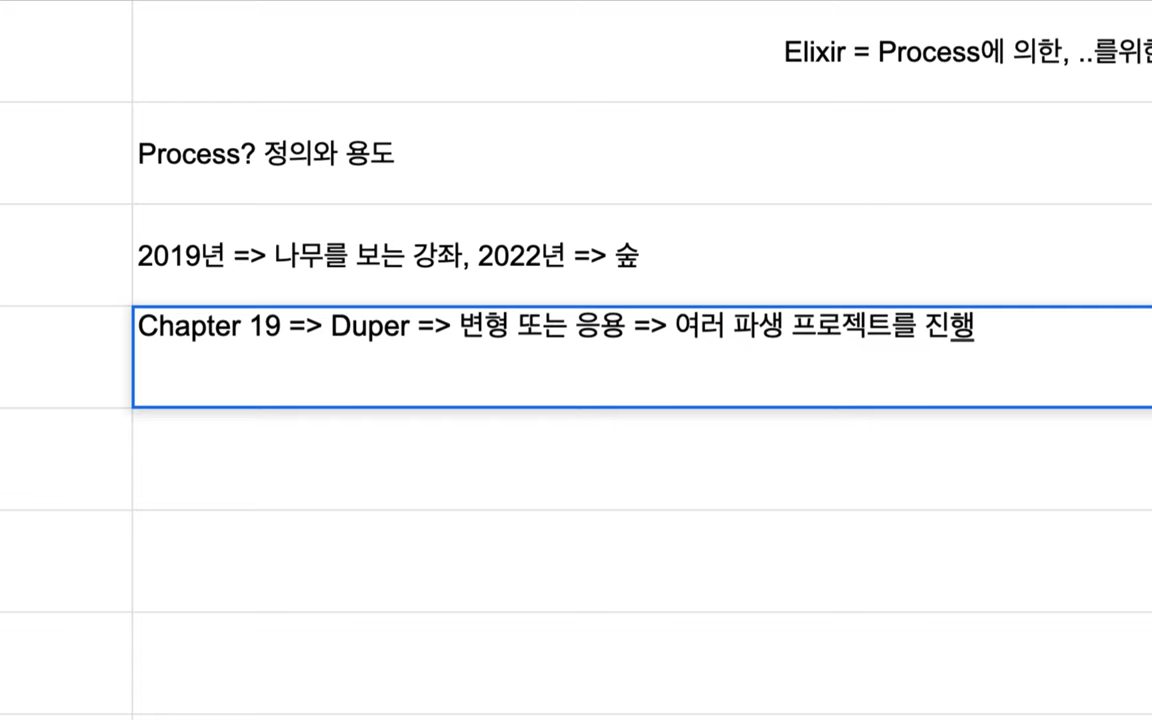 Elixir = Process에 의한, ..를위한
Process? 정의와 용도
2019년 => 나무를 보는 강좌, 2022년 => 숲
Chapter 19 => Duper => 변형 또는 응용 => 여러 파생 프로젝트를 진행